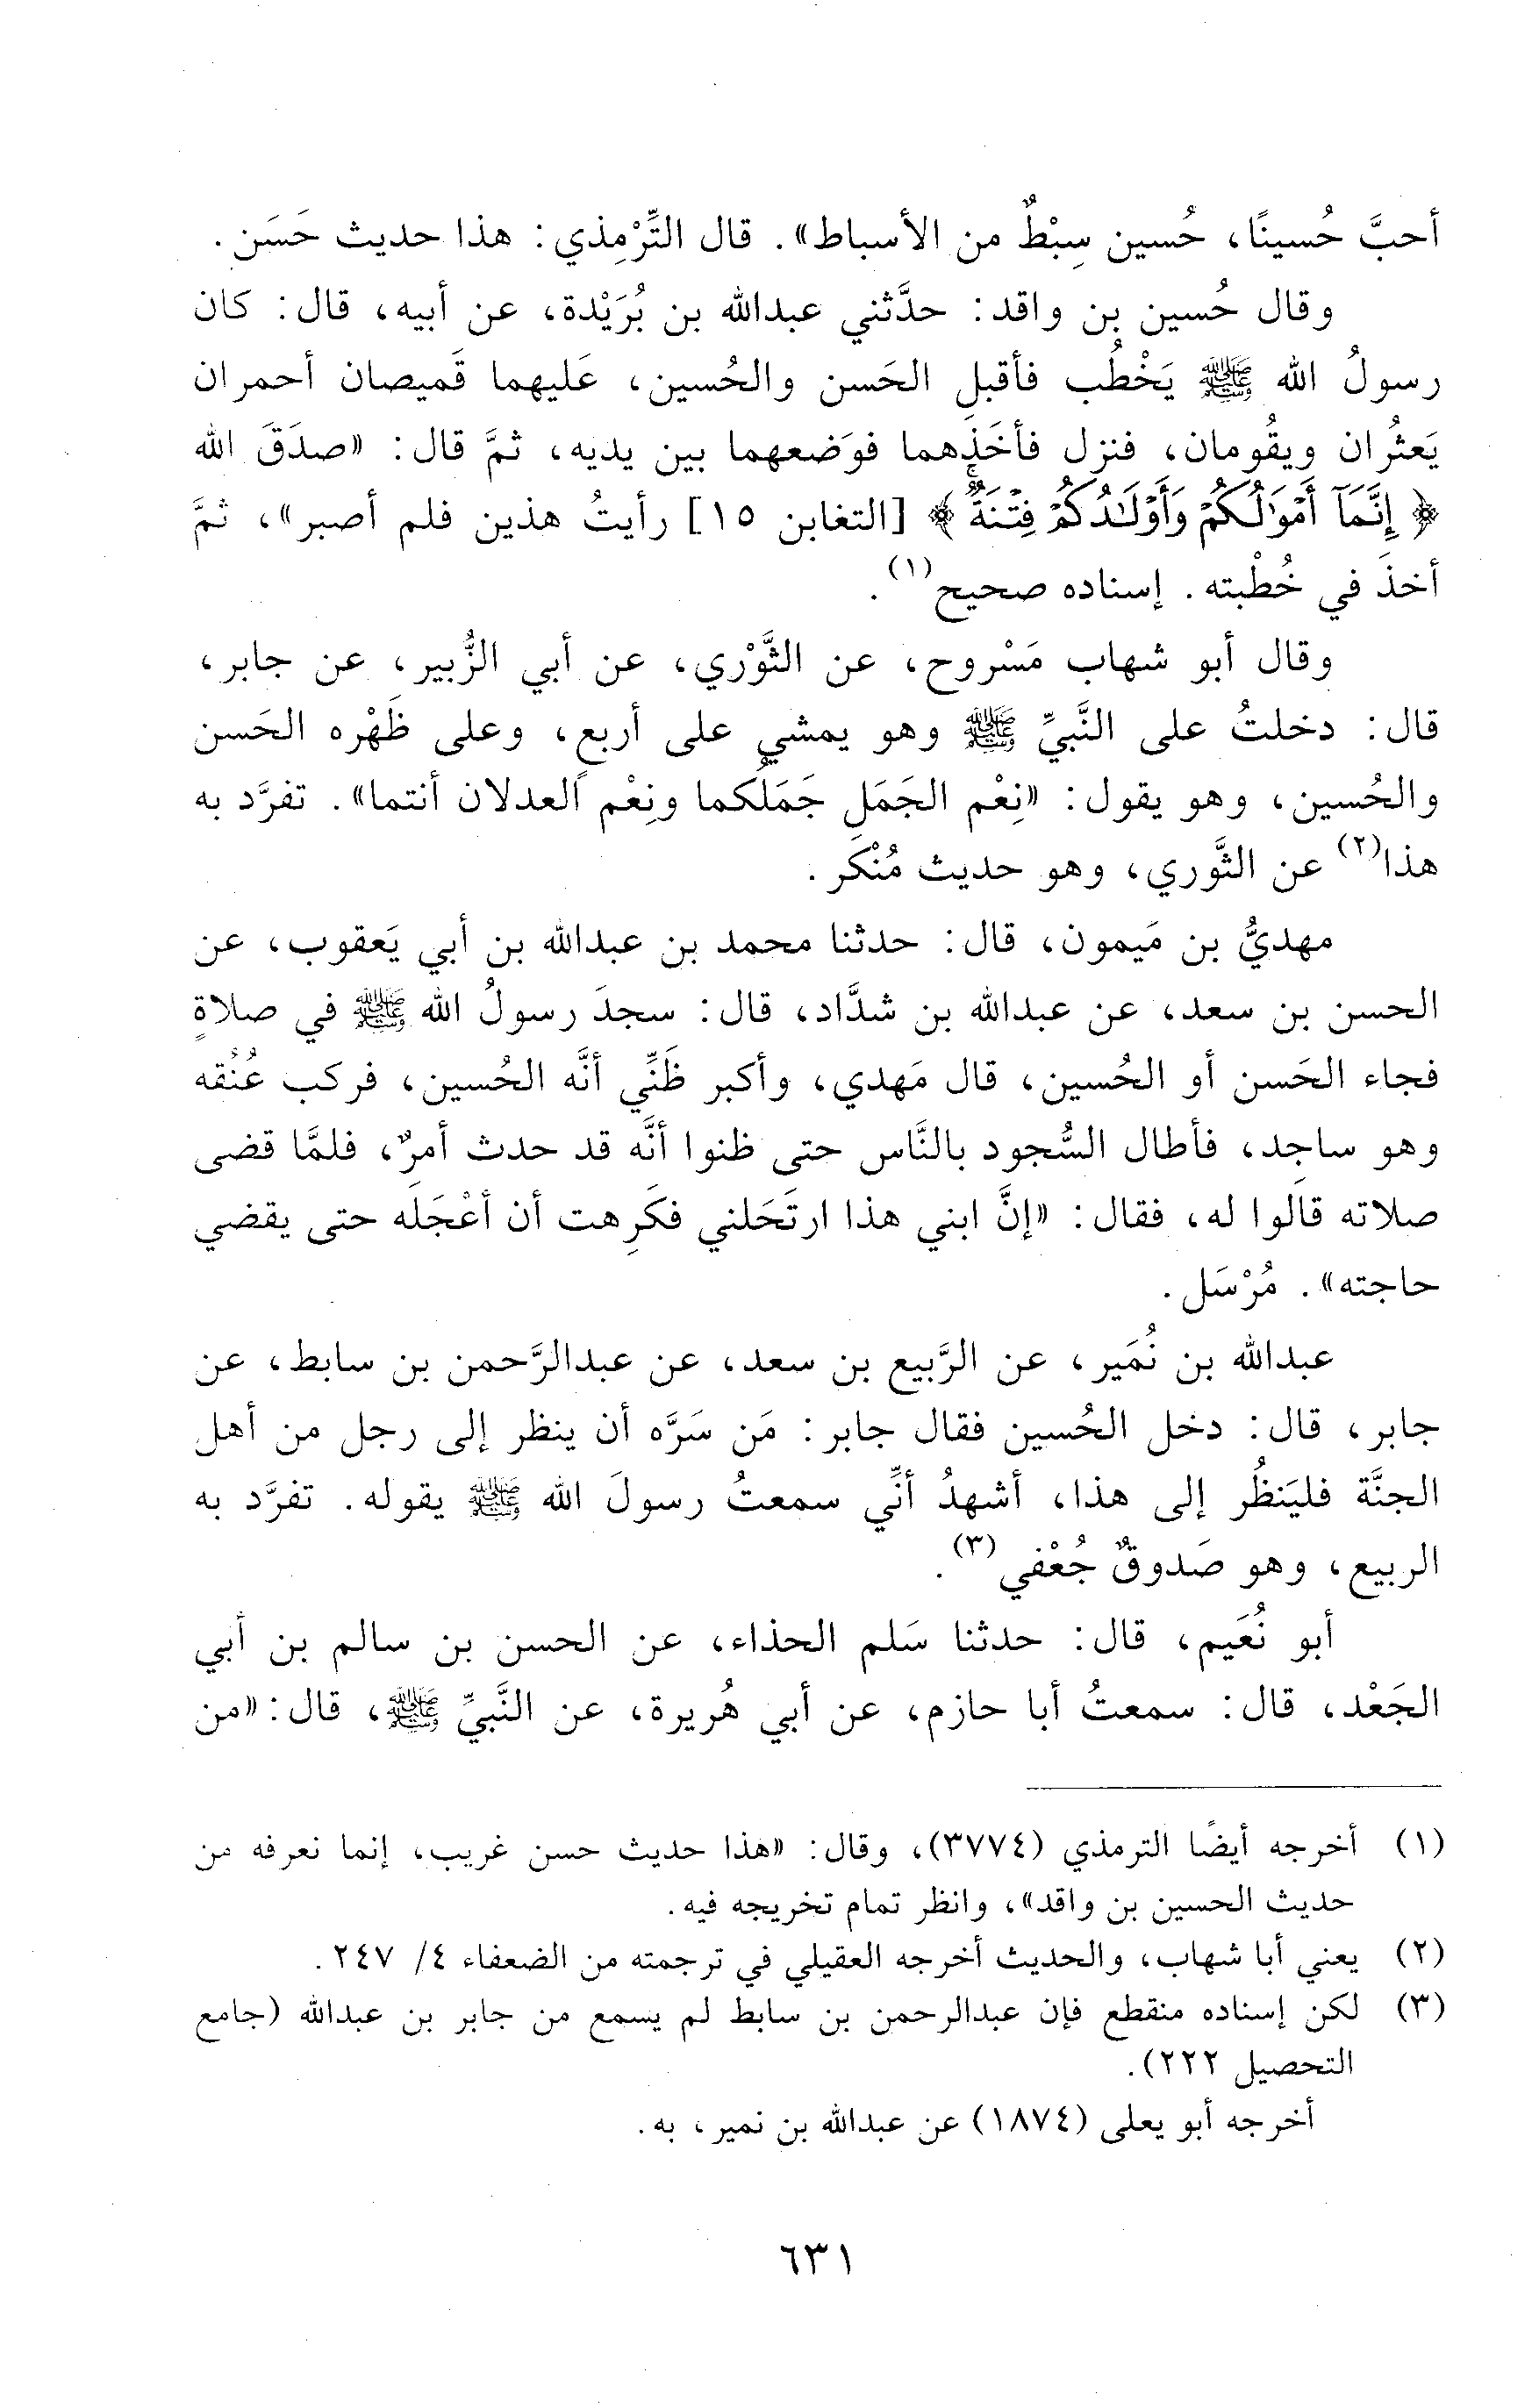 أحبَّ حُسينًا، حُسين سِبْطٌ من الأسباط». قال التِّرْمِذي: هذا حديث حَسَن.
وقال حُسين بن واقد: حدَّثني عبدالله بن بُرَيْدة، عن أبيه، قال: كان
رسولُ الله ﷺ يَخْطُب فأقبل الحَسن والحُسين، عَليهما قَميصان أحمران
يَعثُران ويقُومان، فنزل فأخَذَهما فوَضعهما بين يديه، ثمَّ قال: «صدَقَ الله
﴿إِنَّمَآ أَمْوَٰلُكُمْ وَأَوْلَـٰدُكُمْ فِتْنَةٌۚ﴾ [التغابن ١٥] رأيتُ هذين فلم أصبر»، ثمَّ
أخذَ في خُطْبته. إسناده صحيح(١).
وقال أبو شهاب مَسْروح، عن الثَّوْري، عن أبي الزُّبير، عن جابر،
قال: دخلتُ على النَّبيِّ ﷺ وهو يمشي على أربع، وعلى ظَهْره الحَسن
والحُسين، وهو يقول: «نِعْم الجَمَل جَمَلُكما ونِعْم العدلان أنتما». تفرَّد به
هذا(٢) عن الثَّوري، وهو حديث مُنْكَر.
مهديُّ بن مَيمون، قال: حدثنا محمد بن عبدالله بن أبي يَعقوب، عن
الحسن بن سعد، عن عبدالله بن شدَّاد، قال: سجدَ رسولُ الله ﷺ في صلاةٍ
فجاء الحَسن أو الحُسين، قال مَهدي، وأكبر ظَنِّي أنَّه الحُسين، فركب عُنُقه
وهو ساجِد، فأطال السُّجود بالنَّاس حتى ظنوا أنَّه قد حدث أمرٌ، فلمَّا قضى
صلاته قالوا له، فقال: «إنَّ ابني هذا ارتَحَلني فكَرِهت أن أعْجَلَه حتى يقضي
حاجته». مُرْسَل.
عبدالله بن نُمَير، عن الرَّبيع بن سعد، عن عبدالرَّحمن بن سابط، عن
جابر، قال: دخل الحُسين فقال جابر: مَن سَرَّه أن ينظر إلى رجل من أهل
الجنَّة فليَنظُر إلى هذا، أشهدُ أنِّي سمعتُ رسولَ الله ﷺ يقوله. تفرَّد به
الربيع، وهو صَدوقٌ جُعْفي(٣).
أبو نُعَيم، قال: حدثنا سَلم الحذاء، عن الحسن بن سالم بن أبي
الجَعْد، قال: سمعتُ أبا حازم، عن أبي هُريرة، عن النَّبيِّ ﷺ، قال: «من
(١) أخرجه أيضًا الترمذي (٣٧٧٤)، وقال: «هذا حديث حسن غريب، إنما نعرفه من
حديث الحسين بن واقد»، وانظر تمام تخريجه فيه.
(٢) يعني أبا شهاب، والحديث أخرجه العقيلي في ترجمته من الضعفاء ٤/ ٢٤٧.
(٣) لكن إسناده منقطع فإن عبدالرحمن بن سابط لم يسمع من جابر بن عبدالله (جامع
التحصيل ٢٢٢).
أخرجه أبو يعلى (١٨٧٤) عن عبدالله بن نمير، به.
٦٣١